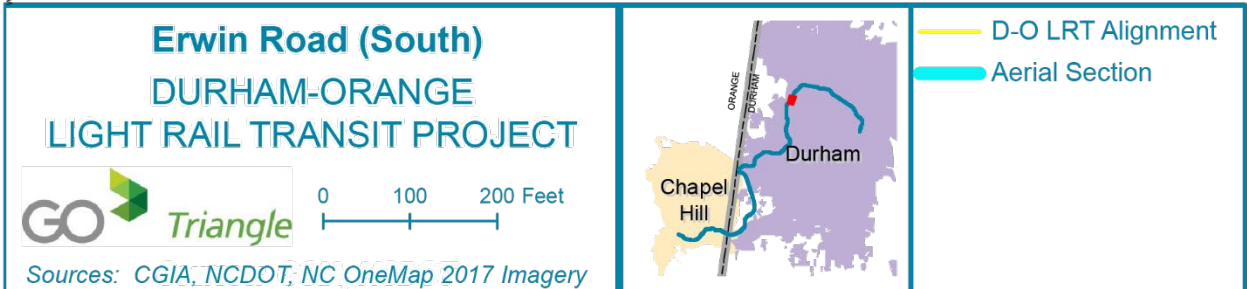 Erwin Road (South)
DURHAM-ORANGE
LIGHT RAIL TRANSIT PROJECT
GO Triangle
0 100 200 Feet
Sources: CGIA, NCDOT, NC OneMap 2017 Imagery
ORANGE
DURHAM
Durham
Chapel
Hill
D-O LRT Alignment
Aerial Section